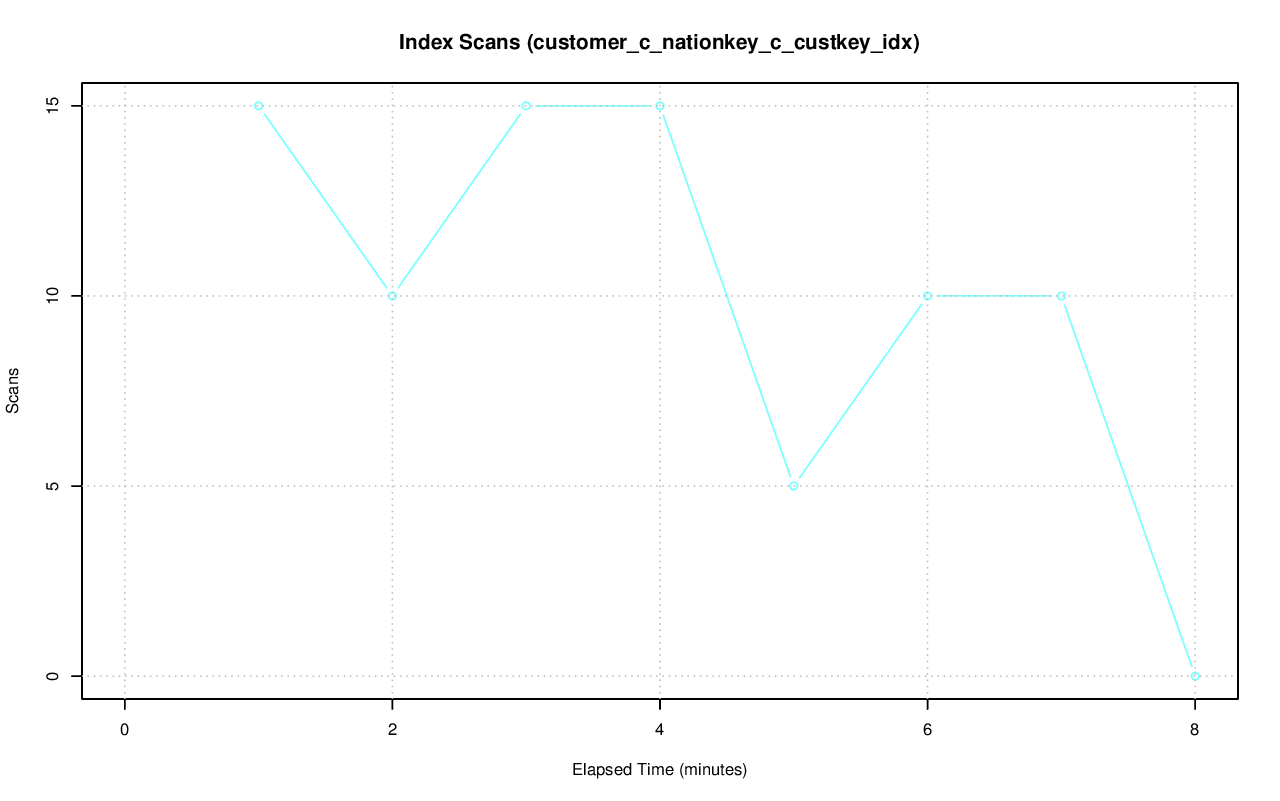 Index Scans (customer_c_nationkey_c_custkey_idx)
15
10
5
0
Scans
0 2 4 6 8
Elapsed Time (minutes)